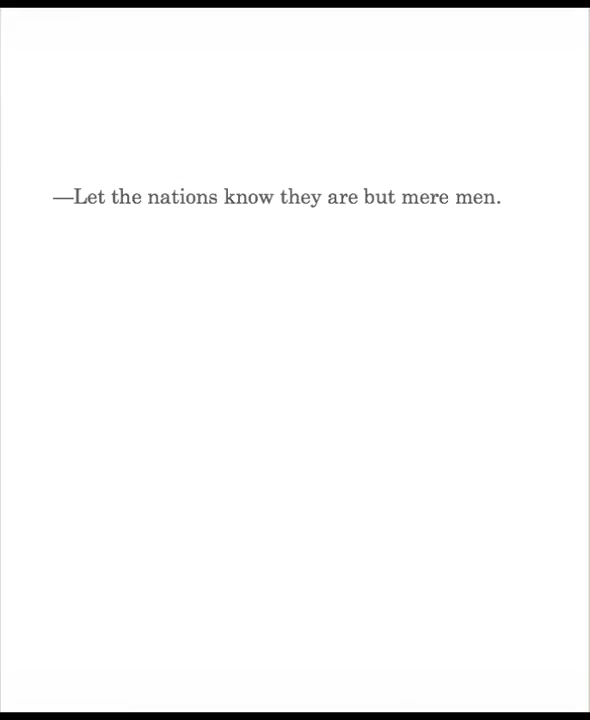 —Let the nations know they are but mere men.